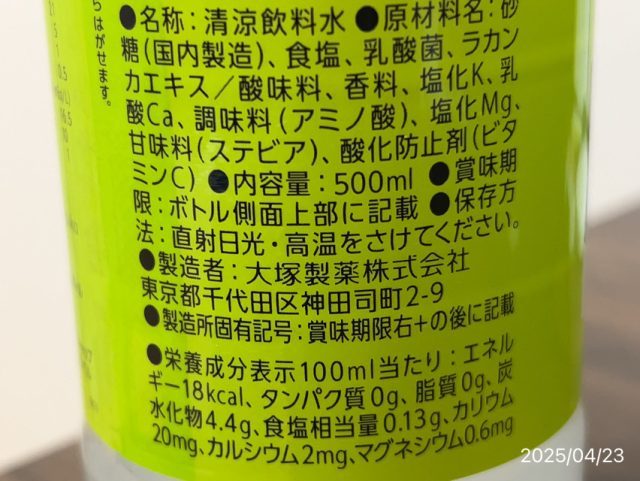 ●名称：清涼飲料水 ●原材料名：砂
糖(国内製造)、食塩、乳酸菌、ラカン
カエキス／酸味料、香料、塩化K、乳
酸Ca、調味料(アミノ酸)、塩化Mg、
甘味料(ステビア)、酸化防止剤(ビタ
ミンC) ●内容量：500ml ●賞味期
限：ボトル側面上部に記載 ●保存方
法：直射日光・高温をさけてください。
●製造者：大塚製薬株式会社
東京都千代田区神田司町2-9
●製造所固有記号：賞味期限右+の後に記載
●栄養成分表示100ml当たり：エネル
ギー18kcal、タンパク質0g、脂質0g、炭
水化物4.4g、食塩相当量0.13g、カリウム
20mg、カルシウム2mg、マグネシウム0.6mg
はがせます。
2025/04/23